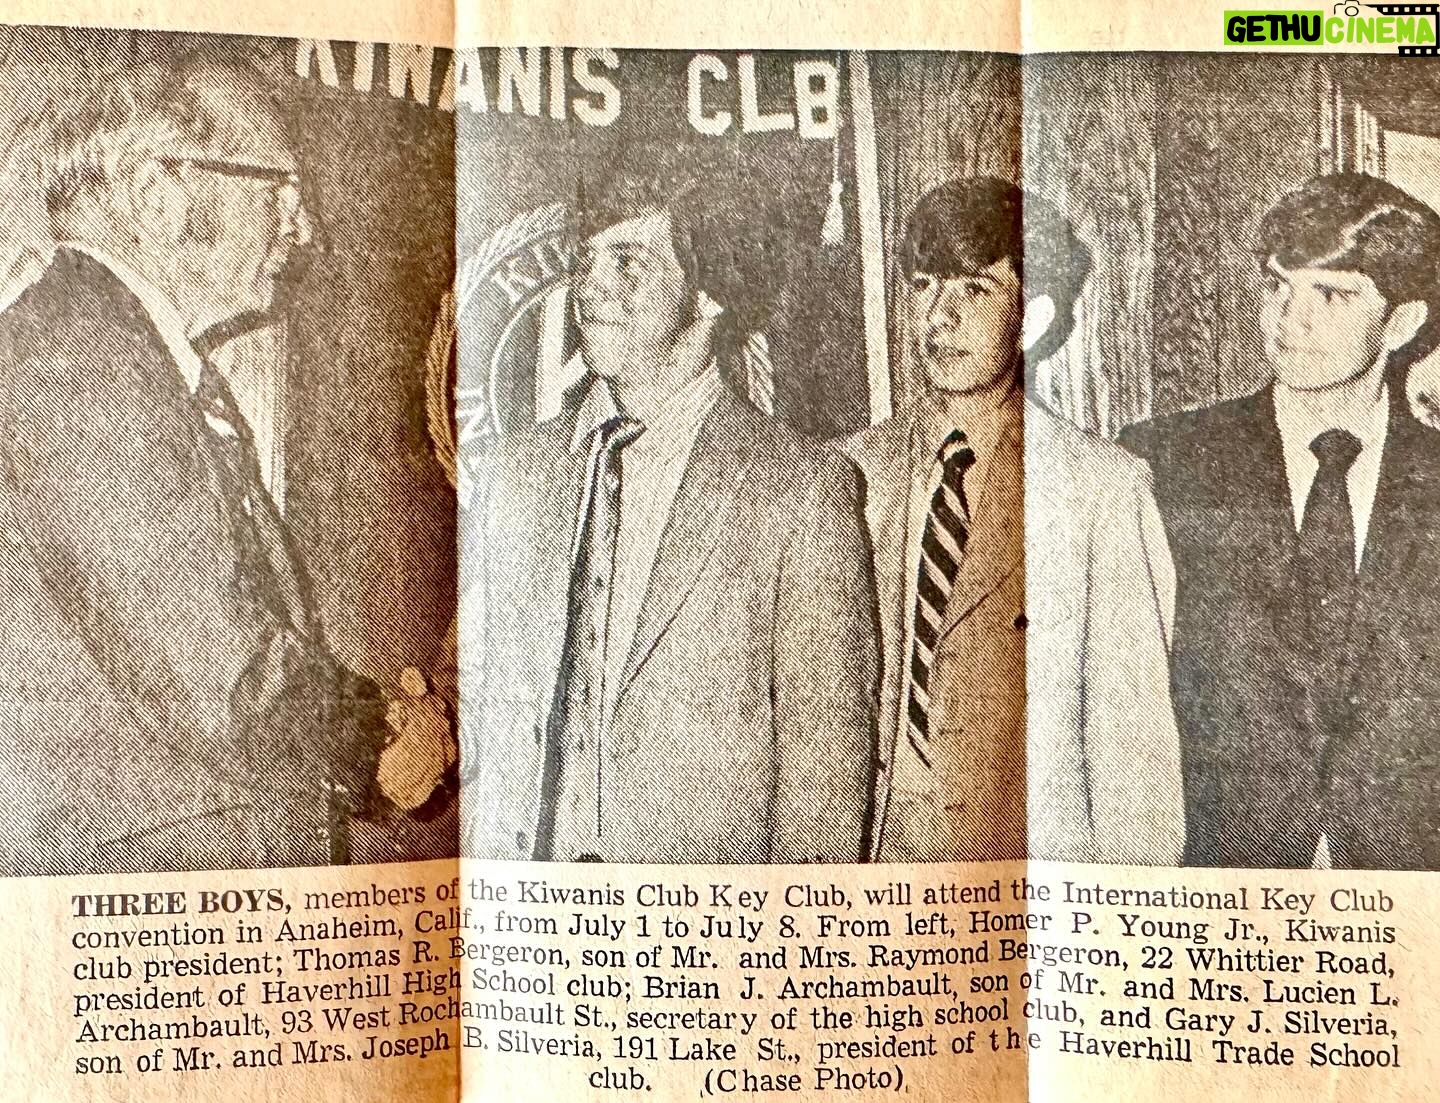 GETHUCINEMA
KIWANIS CLB
KIW
THREE BOYS, members of the Kiwanis Club Key Club, will attend the International Key Club
convention in Anaheim, Calif., from July 1 to July 8. From left, Homer P. Young Jr., Kiwanis
club president; Thomas R. Bergeron, son of Mr. and Mrs. Raymond Bergeron, 22 Whittier Road,
president of Haverhill High School club; Brian J. Archambault, son of Mr. and Mrs. Lucien L.
Archambault, 93 West Rochambault St., secretary of the high school club, and Gary J. Silveria,
son of Mr. and Mrs. Joseph B. Silveria, 191 Lake St., president of the Haverhill Trade School
club. (Chase Photo)